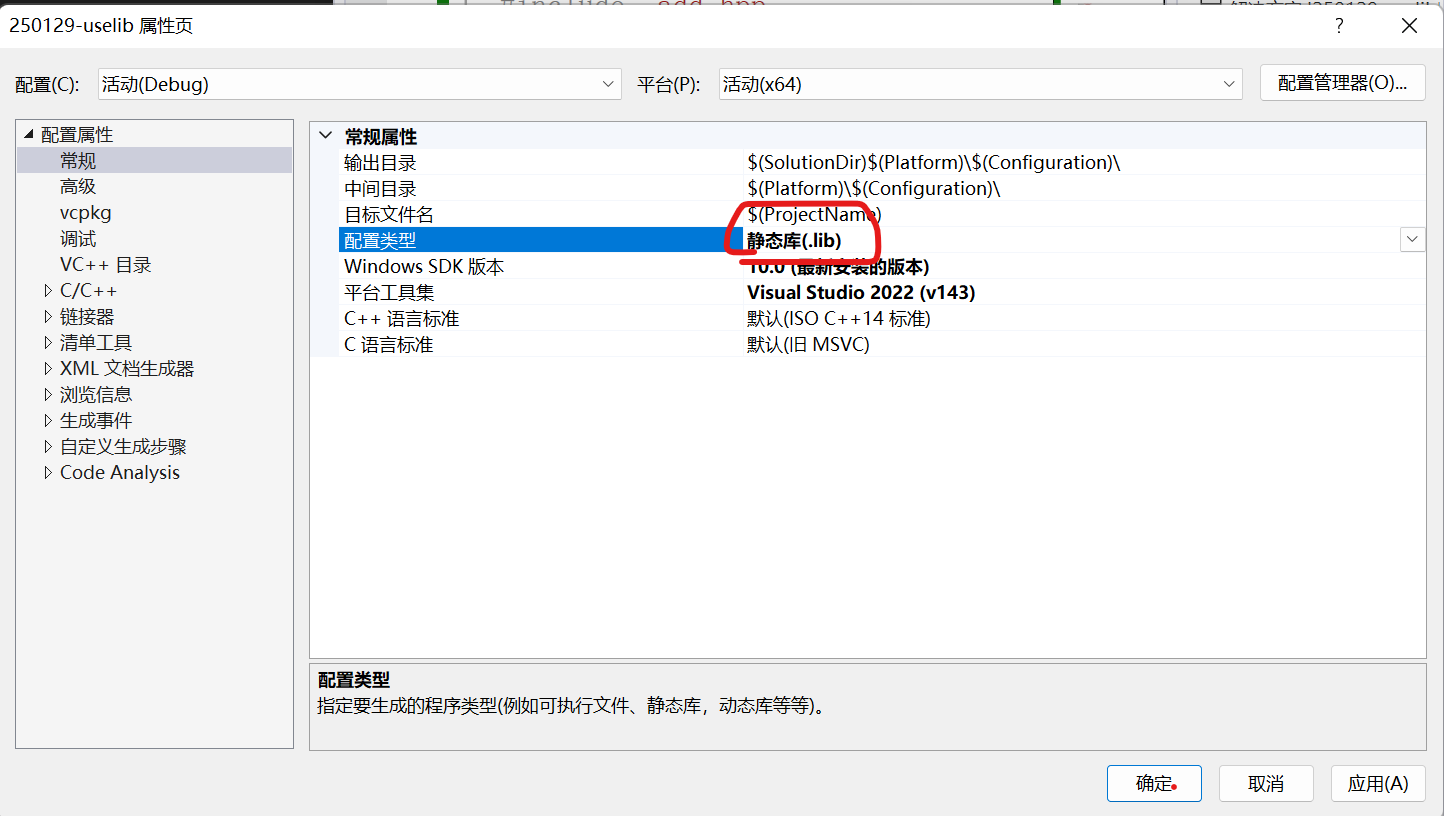 250129-uselib 属性页
?
配置(C):
活动(Debug)
平台(P):
活动(x64)
配置管理器(O)...
配置属性
常规
高级
vcpkg
调试
VC++ 目录
C/C++
链接器
清单工具
XML 文档生成器
浏览信息
生成事件
自定义生成步骤
Code Analysis
常规属性
输出目录 $(SolutionDir)$(Platform)\$(Configuration)\
中间目录 $(Platform)\$(Configuration)\
目标文件名 $(ProjectName)
配置类型 静态库(.lib)
Windows SDK 版本 10.0 (最新安装的版本)
平台工具集 Visual Studio 2022 (v143)
C++ 语言标准 默认(ISO C++14 标准)
C 语言标准 默认(旧 MSVC)
配置类型
指定要生成的程序类型(例如可执行文件、静态库，动态库等等)。
确定
取消
应用(A)